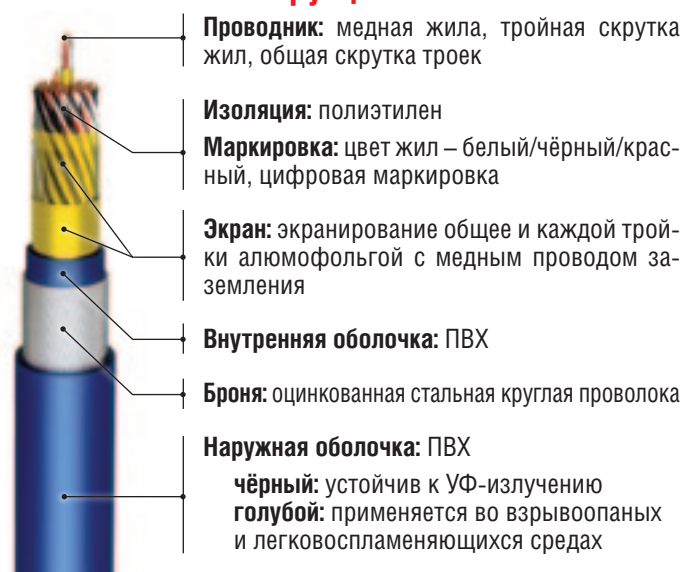 Проводник: медная жила, тройная скрутка
жил, общая скрутка троек
Изоляция: полиэтилен
Маркировка: цвет жил – белый/чёрный/крас-
ный, цифровая маркировка
Экран: экранирование общее и каждой трой-
ки алюмофольгой с медным проводом за-
земления
Внутренняя оболочка: ПВХ
Броня: оцинкованная стальная круглая проволока
Наружная оболочка: ПВХ
чёрный: устойчив к УФ-излучению
голубой: применяется во взрывоопаных
и легковоспламеняющихся средах